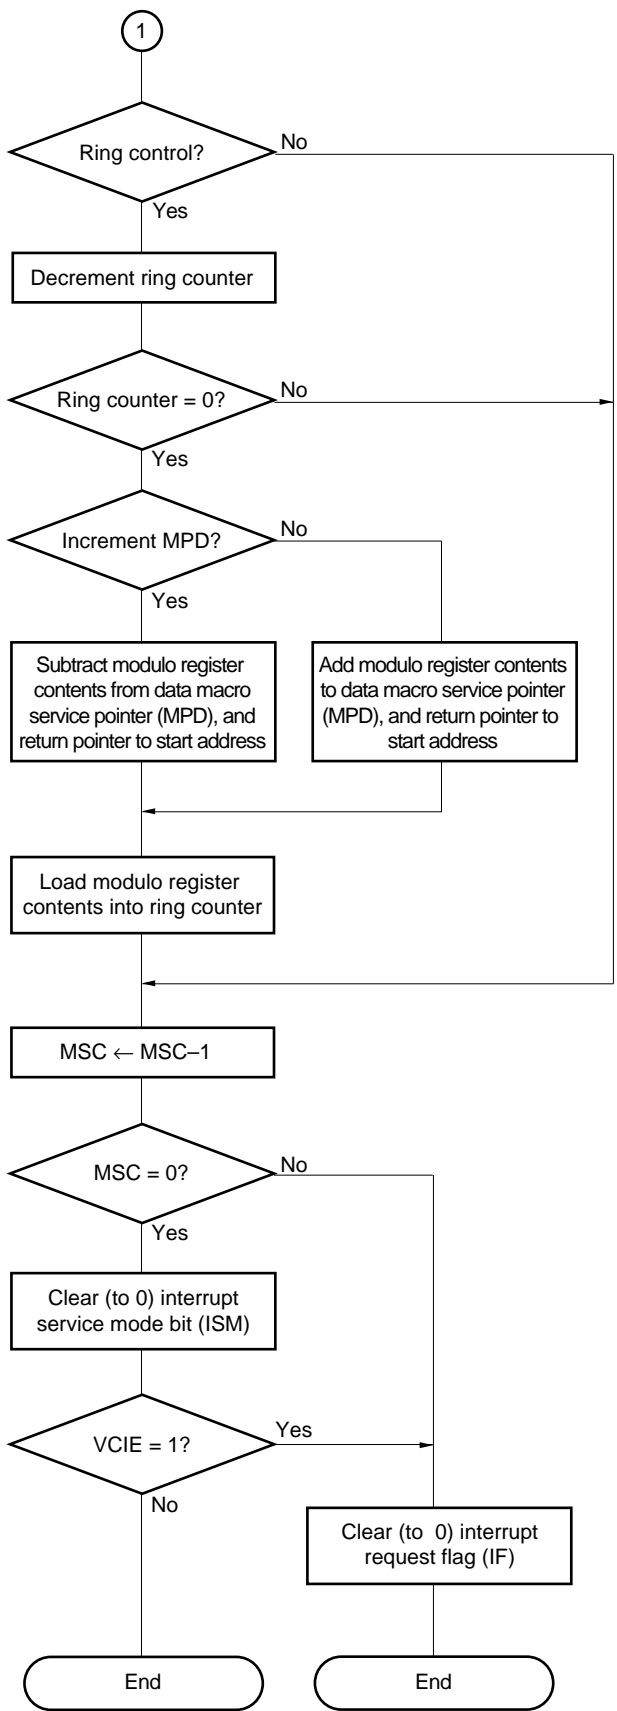 1
Ring control?
No
Yes
Decrement ring counter
Ring counter = 0?
No
Yes
Increment MPD?
No
Yes
Subtract modulo register
contents from data macro
service pointer (MPD), and
return pointer to start address
Add modulo register contents
to data macro service pointer
(MPD), and return pointer to
start address
Load modulo register
contents into ring counter
MSC ← MSC–1
MSC = 0?
No
Yes
Clear (to 0) interrupt
service mode bit (ISM)
VCIE = 1?
Yes
No
Clear (to 0) interrupt
request flag (IF)
End
End